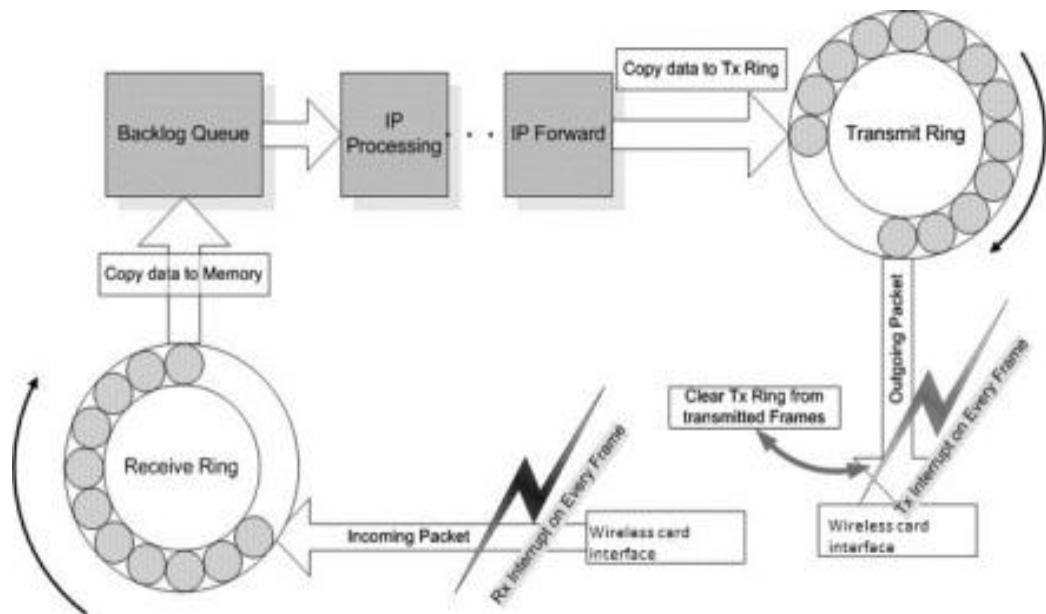 Copy data to Tx Ring
Backlog Queue
IP
Processing
IP Forward
Transmit Ring
Copy data to Memory
Outgoing Packet
Clear Tx Ring from
transmitted Frames
Tx Interrupt on Every Frame
Receive Ring
Rx Interrupt on Every Frame
Incoming Packet
Wireless card
interface
Wireless card
interface